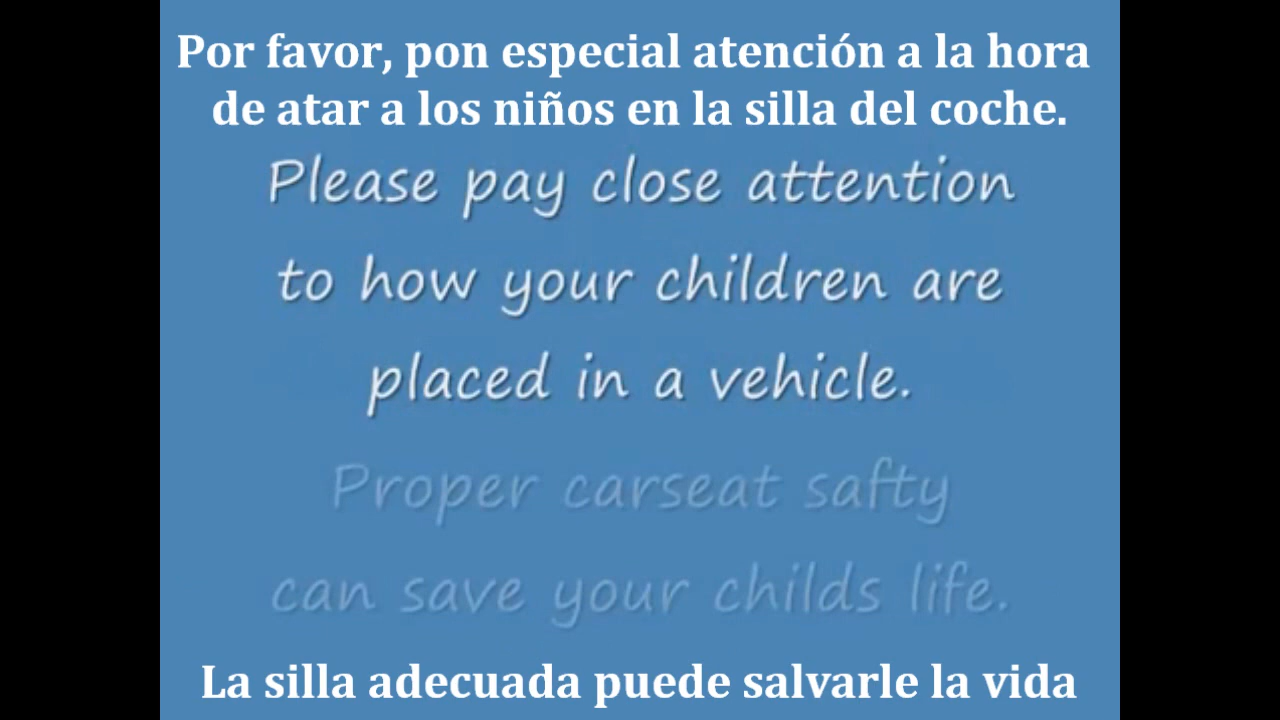 Por favor, pon especial atención a la hora
de atar a los niños en la silla del coche.
Please pay close attention
to how your children are
placed in a vehicle.
Proper carseat safty
can save your childs life.
La silla adecuada puede salvarle la vida